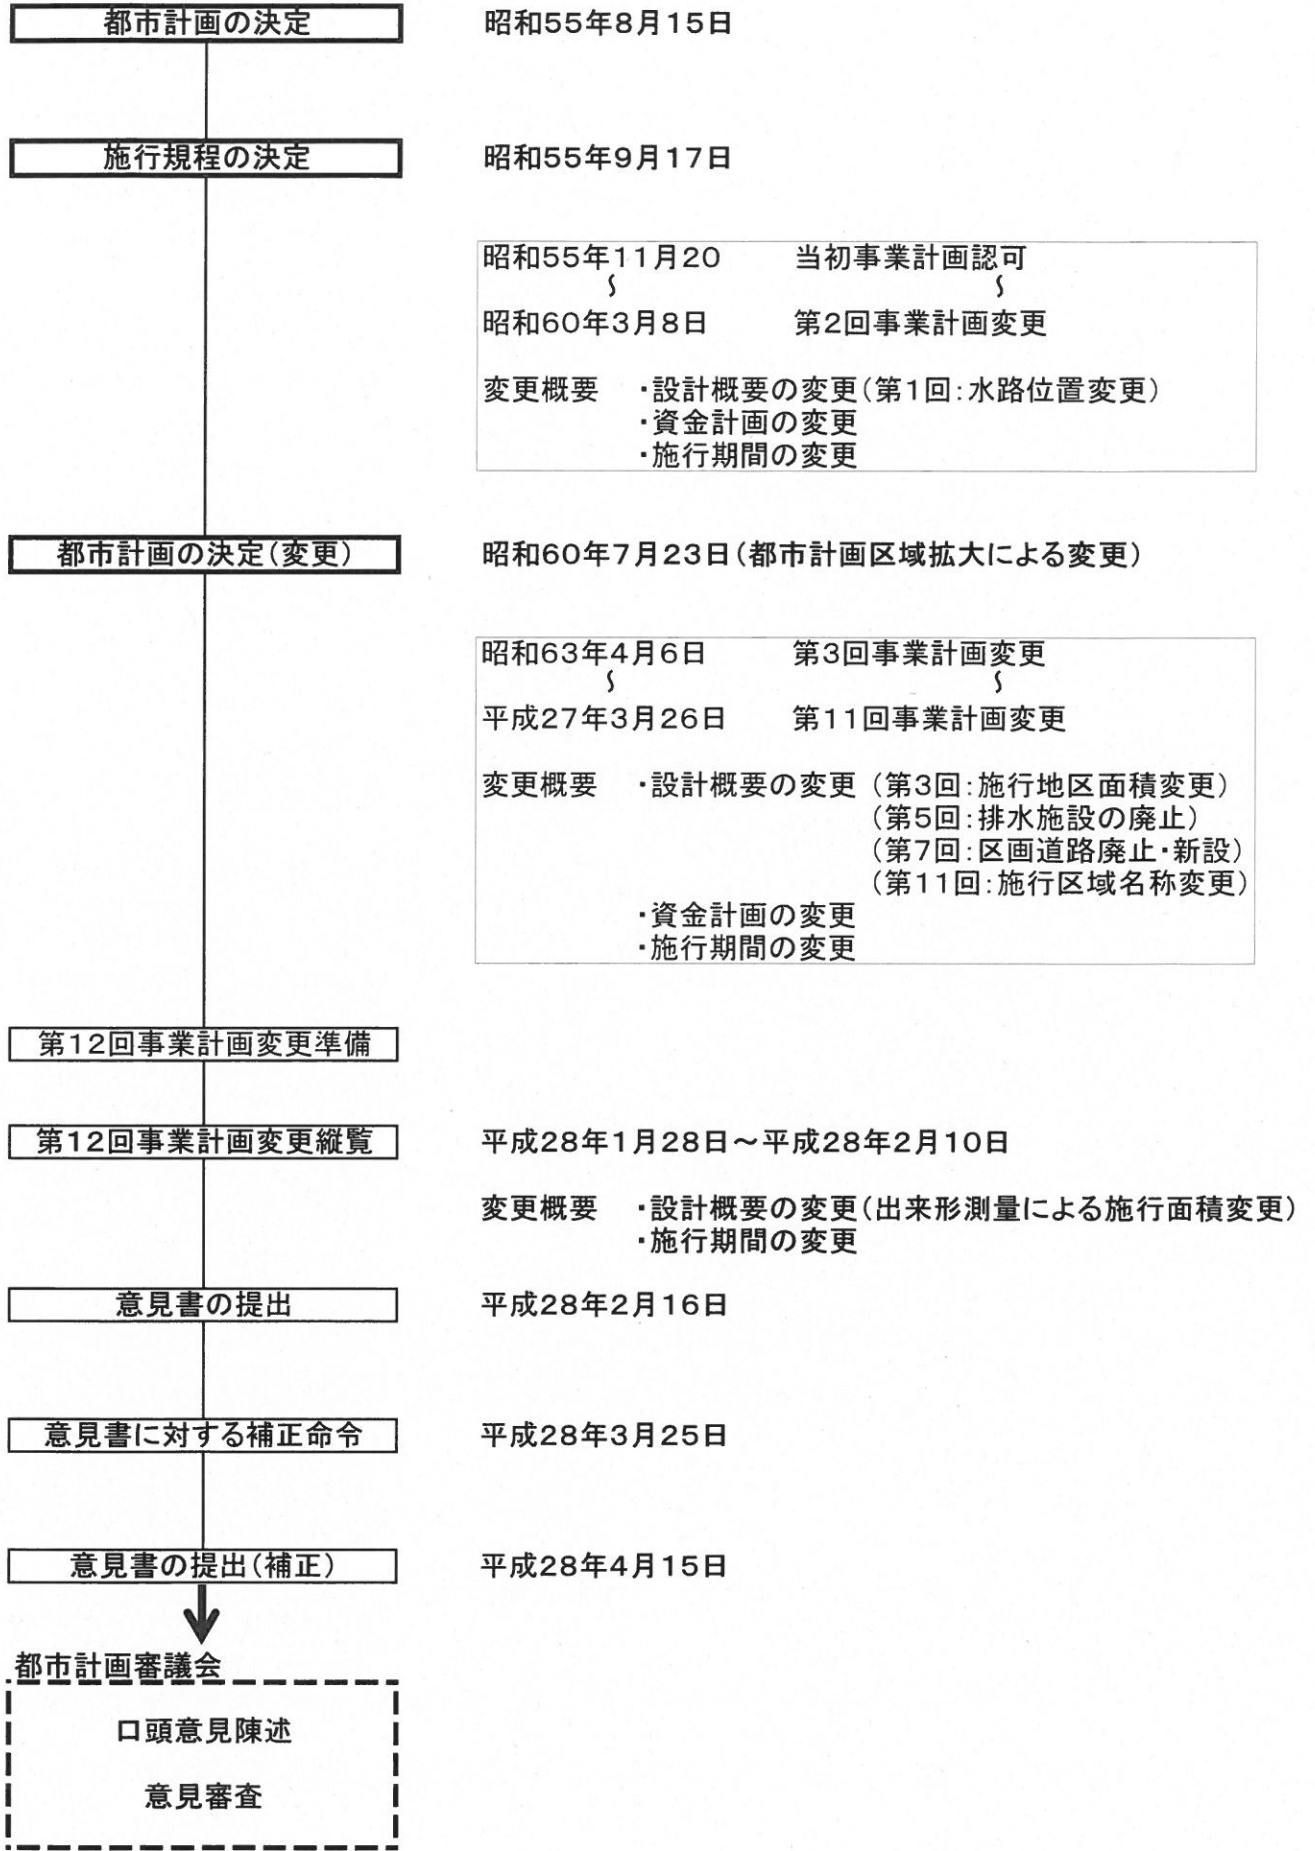 都市計画の決定　昭和55年8月15日
施行規程の決定　昭和55年9月17日
昭和55年11月20　当初事業計画認可
〜　〜
昭和60年3月8日　第2回事業計画変更
変更概要　・設計概要の変更（第1回：水路位置変更）
・資金計画の変更
・施行期間の変更
都市計画の決定（変更）　昭和60年7月23日（都市計画区域拡大による変更）
昭和63年4月6日　第3回事業計画変更
〜　〜
平成27年3月26日　第11回事業計画変更
変更概要　・設計概要の変更（第3回：施行地区面積変更）
（第5回：排水施設の廃止）
（第7回：区画道路廃止・新設）
（第11回：施行区域名称変更）
・資金計画の変更
・施行期間の変更
第12回事業計画変更準備
第12回事業計画変更縦覧　平成28年1月28日～平成28年2月10日
変更概要　・設計概要の変更（出来形測量による施行面積変更）
・施行期間の変更
意見書の提出　平成28年2月16日
意見書に対する補正命令　平成28年3月25日
意見書の提出（補正）　平成28年4月15日
都市計画審議会
口頭意見陳述
意見審査